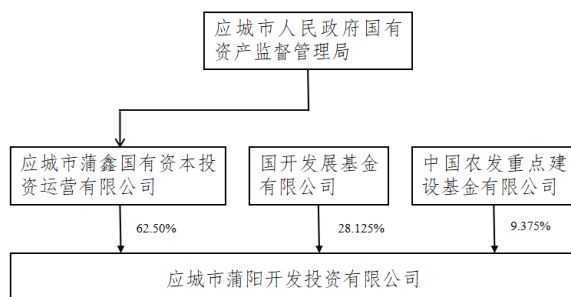 应城市人民政府国有
资产监督管理局
应城市蒲鑫国有资本投
资运营有限公司
国开发展基金
有限公司
中国农发重点建
设基金有限公司
62.50%
28.125%
9.375%
应城市蒲阳开发投资有限公司